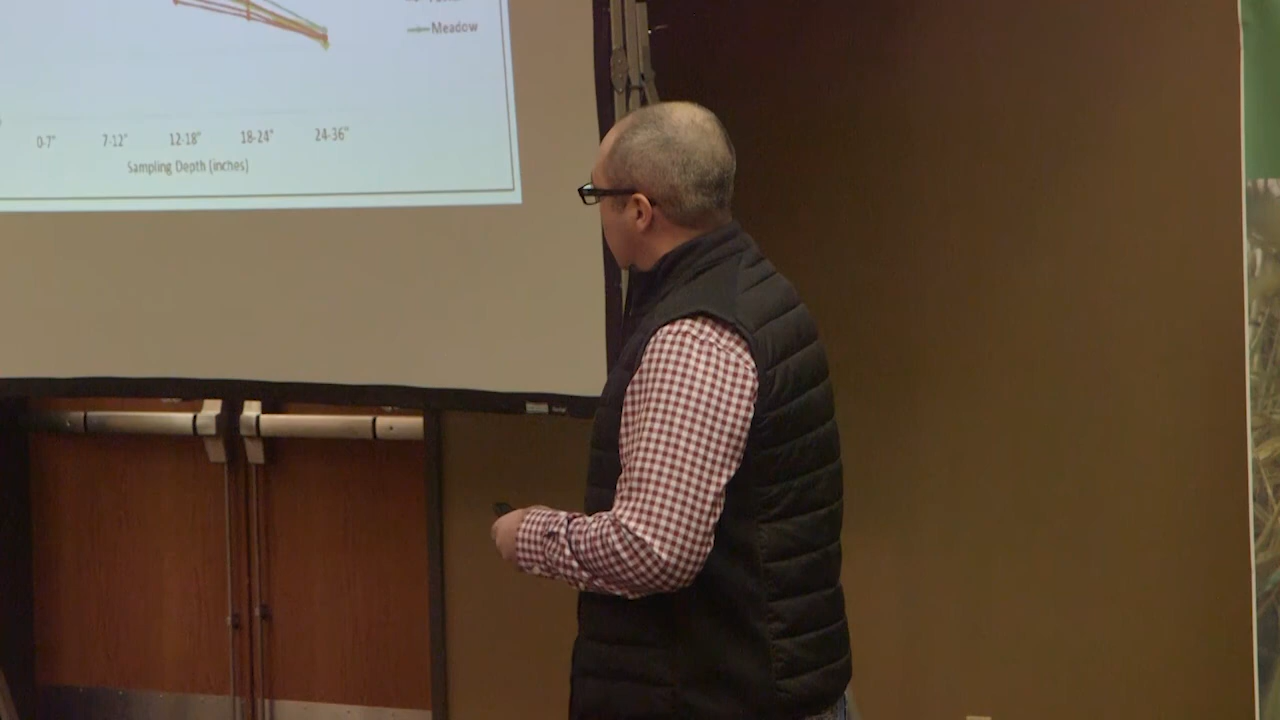 Meadow
0-7"
7-12"
12-18"
18-24"
24-36"
Sampling Depth (inches)